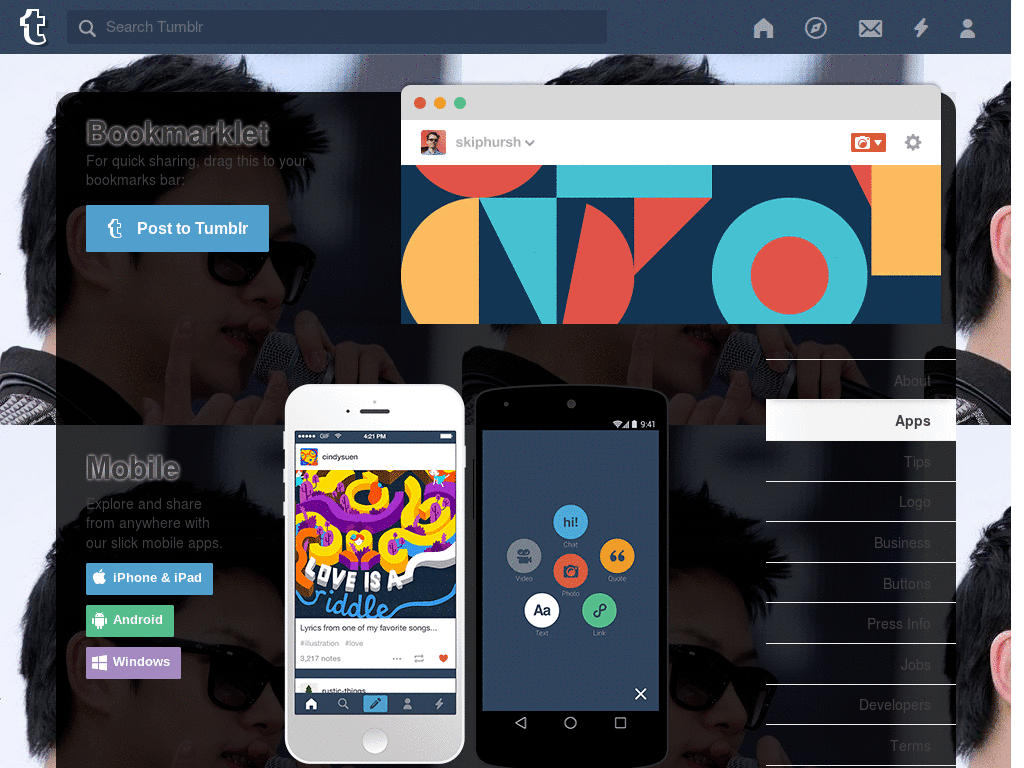 Search Tumblr
Bookmarklet
For quick sharing, drag this to your
bookmarks bar:
Post to Tumblr
skiphursh
About
Apps
Tips
Logo
Business
Buttons
Press Info
Jobs
Developers
Terms
Mobile
Explore and share
from anywhere with
our slick mobile apps.
iPhone & iPad
Android
Windows
GIF
4:21 PM
cindysuen
LOVE IS A
riddle
Lyrics from one of my favorite songs...
#illustration #love
3,217 notes
rustic-things
9:41
hi!
Chat
Video
Quote
Photo
Aa
Text
Link